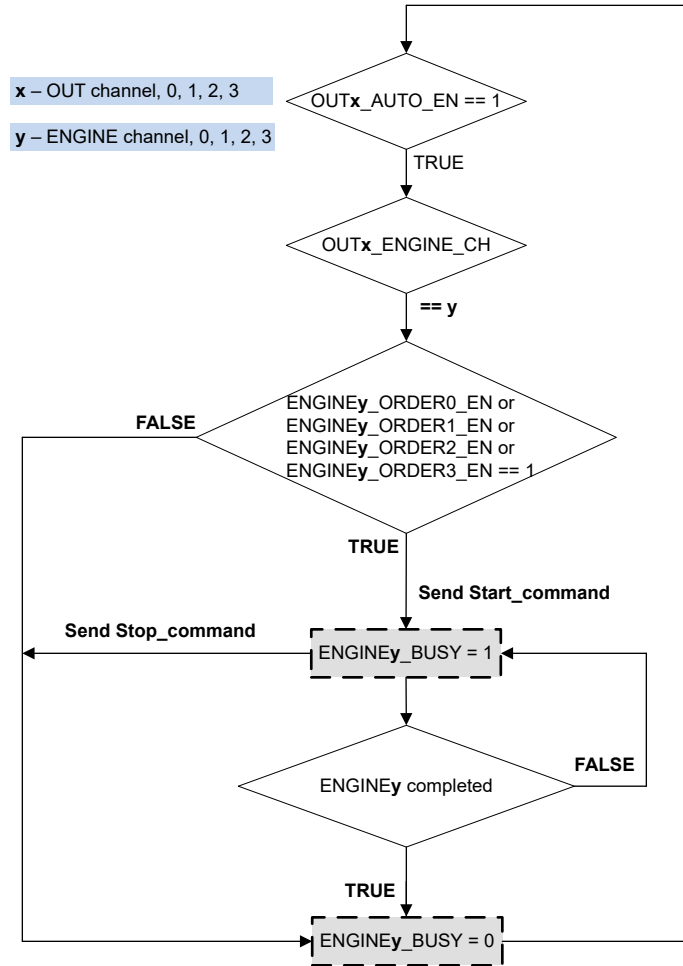 x – OUT channel, 0, 1, 2, 3
OUTx_AUTO_EN == 1
y – ENGINE channel, 0, 1, 2, 3
TRUE
OUTx_ENGINE_CH
== y
ENGINEy_ORDER0_EN or
FALSE
ENGINEy_ORDER1_EN or
ENGINEy_ORDER2_EN or
ENGINEy_ORDER3_EN == 1
TRUE
Send Start_command
Send Stop_command
ENGINEy_BUSY = 1
FALSE
ENGINEy completed
TRUE
ENGINEy_BUSY = 0